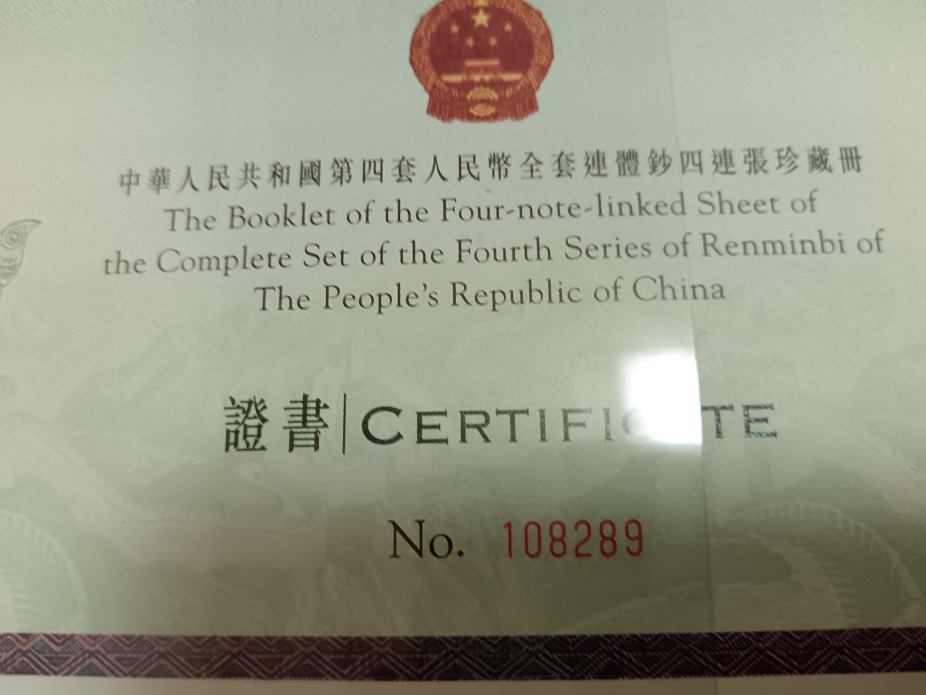 中華人民共和國第四套人民幣全套連體鈔四連張珍藏冊
The Booklet of the Four-note-linked Sheet of
the Complete Set of the Fourth Series of Renminbi of
The People's Republic of China
證書|CERTIFICATE
No. 108289